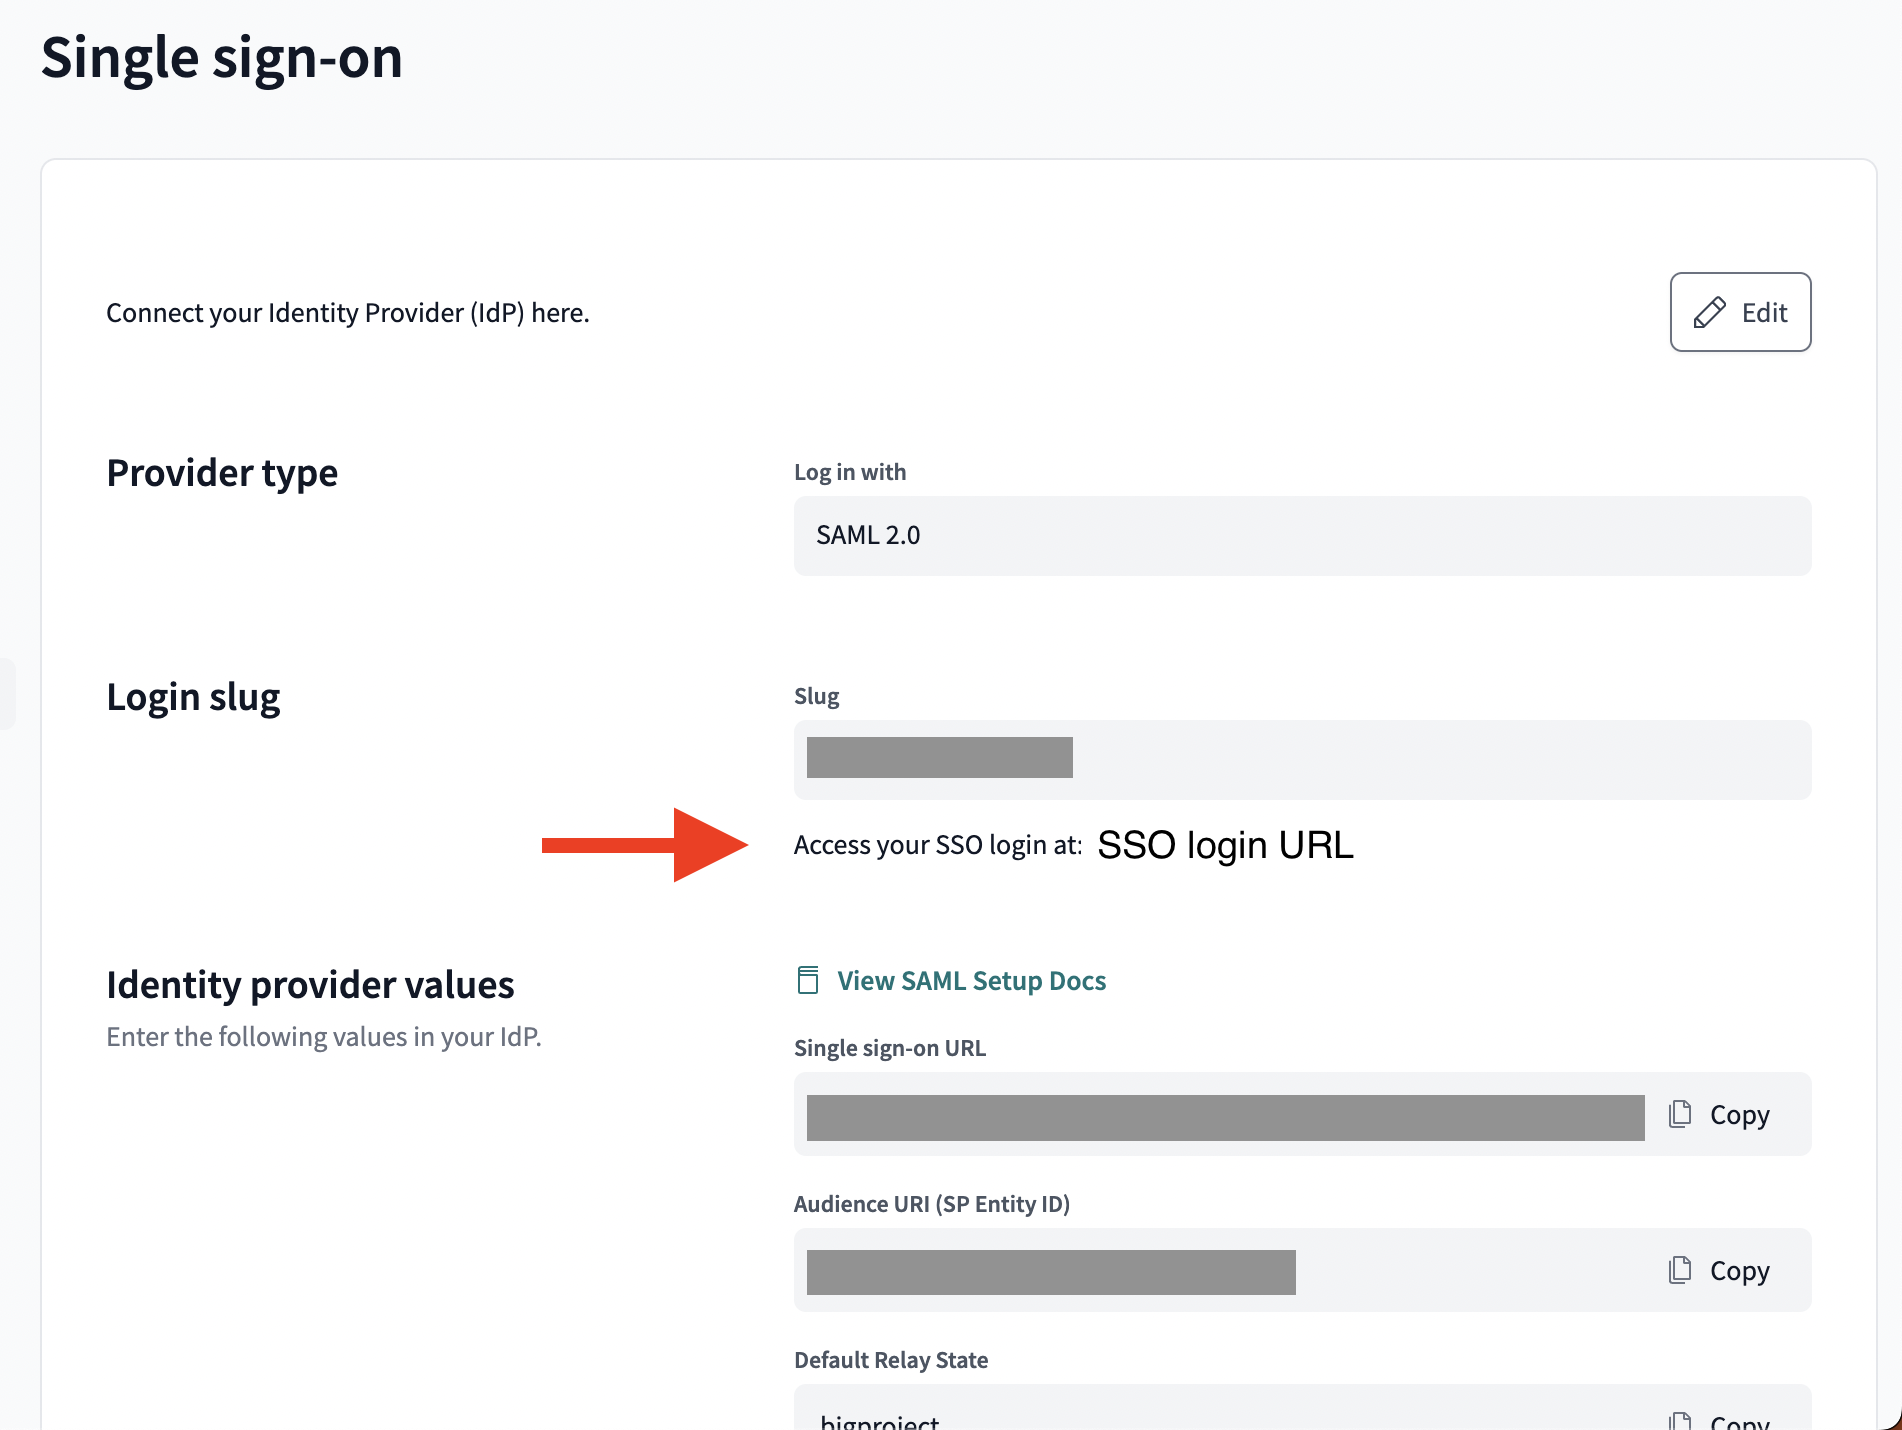 Single sign-on
Connect your Identity Provider (IdP) here.
Edit
Provider type
Log in with
SAML 2.0
Login slug
Slug
Access your SSO login at: SSO login URL
Identity provider values
Enter the following values in your IdP.
View SAML Setup Docs
Single sign-on URL
Copy
Audience URI (SP Entity ID)
Copy
Default Relay State
bigproject
Copy